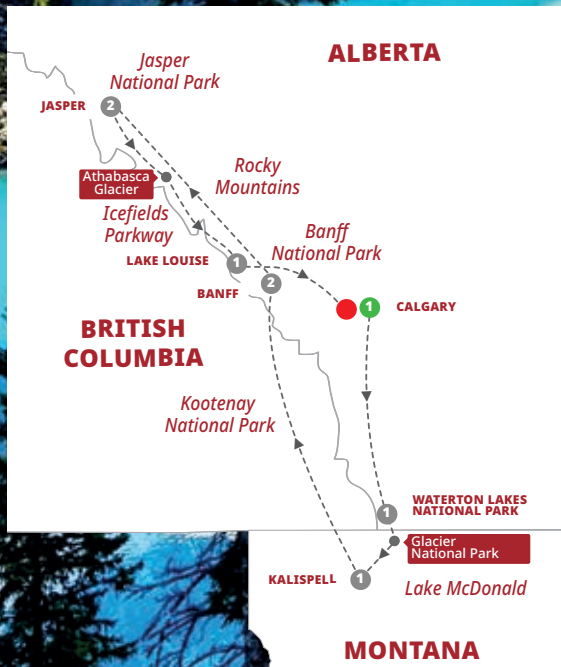 ALBERTA
Jasper
National Park
JASPER
2
Athabasca
Glacier
Rocky
Mountains
Icefields
Parkway
Banff
National Park
LAKE LOUISE
1
2
BANFF
1
CALGARY
BRITISH
COLUMBIA
Kootenay
National Park
WATERTON LAKES
NATIONAL PARK
1
Glacier
National Park
KALISPELL
1
Lake McDonald
MONTANA